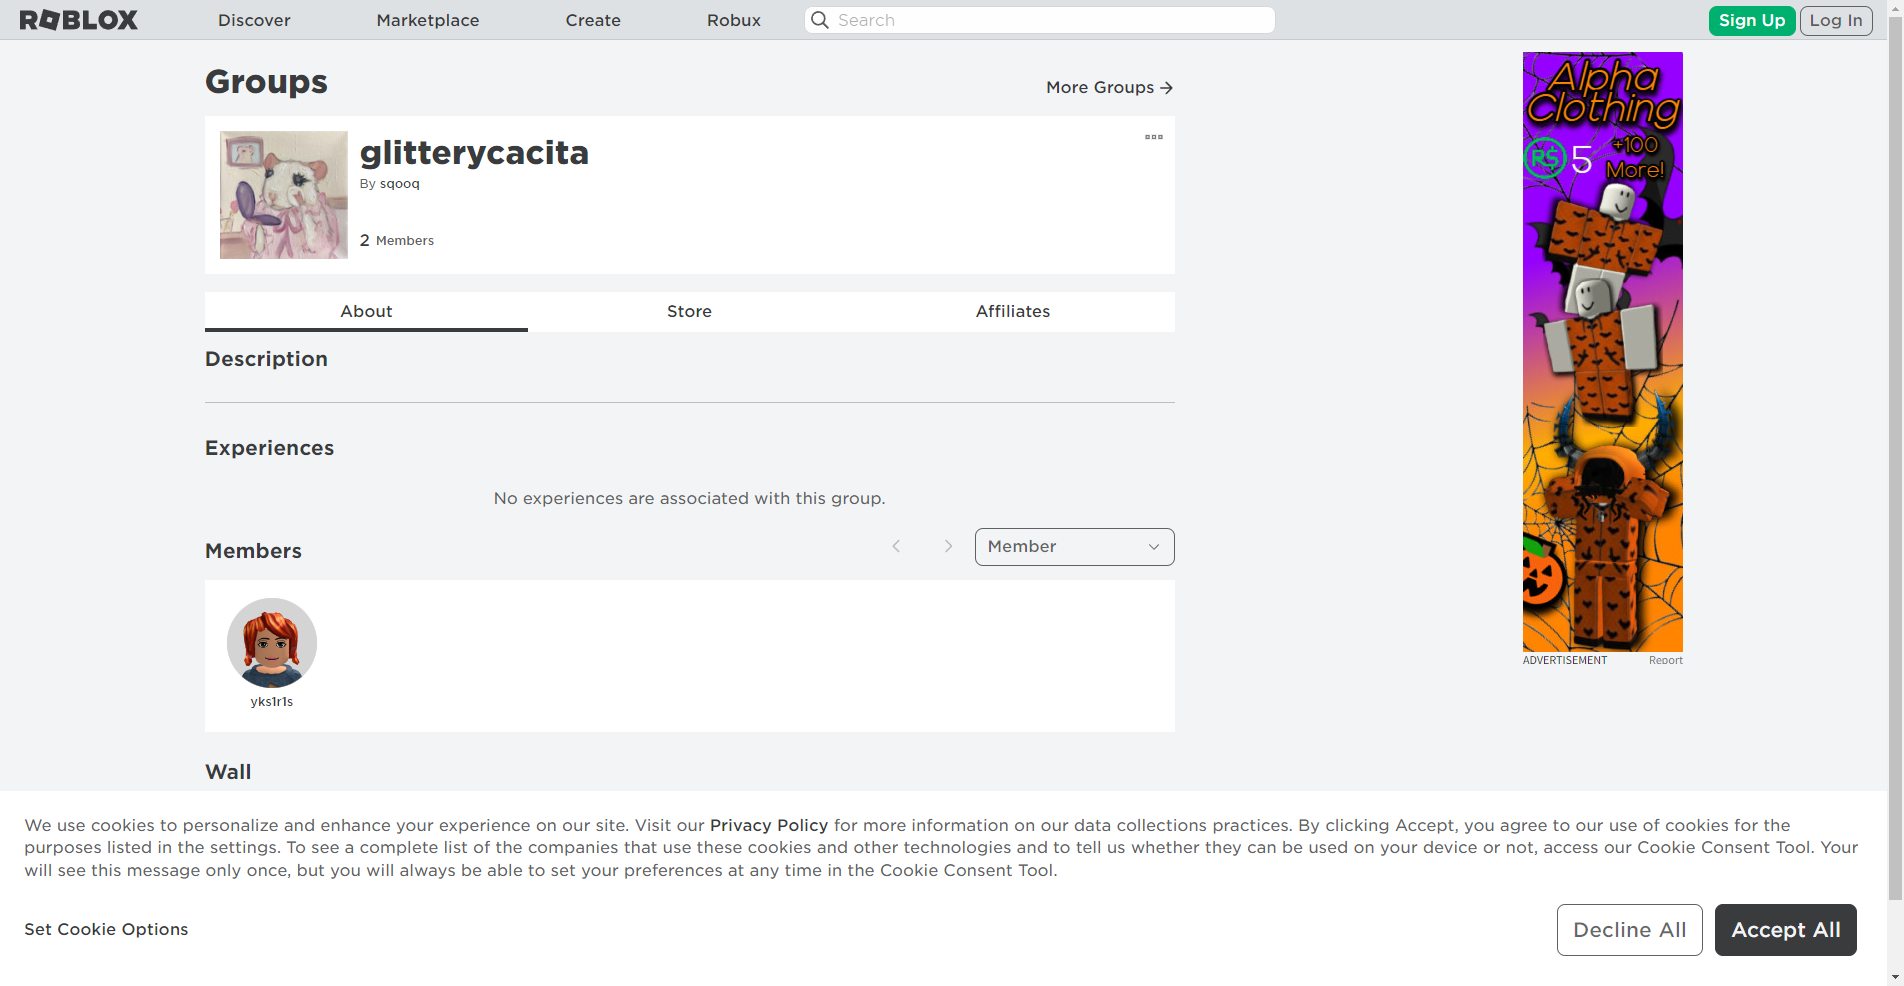 ROBLOX
Discover
Marketplace
Create
Robux
Search
Sign Up
Log In
Groups
More Groups
glitterycacita
By sqooq
2 Members
About
Store
Affiliates
Description
Experiences
No experiences are associated with this group.
Members
Member
yks1r1s
Wall
Alpha
Clothing
R$ 5
+100
More!
ADVERTISEMENT
Report
We use cookies to personalize and enhance your experience on our site. Visit our Privacy Policy for more information on our data collections practices. By clicking Accept, you agree to our use of cookies for the
purposes listed in the settings. To see a complete list of the companies that use these cookies and other technologies and to tell us whether they can be used on your device or not, access our Cookie Consent Tool. Your
will see this message only once, but you will always be able to set your preferences at any time in the Cookie Consent Tool.
Set Cookie Options
Decline All
Accept All